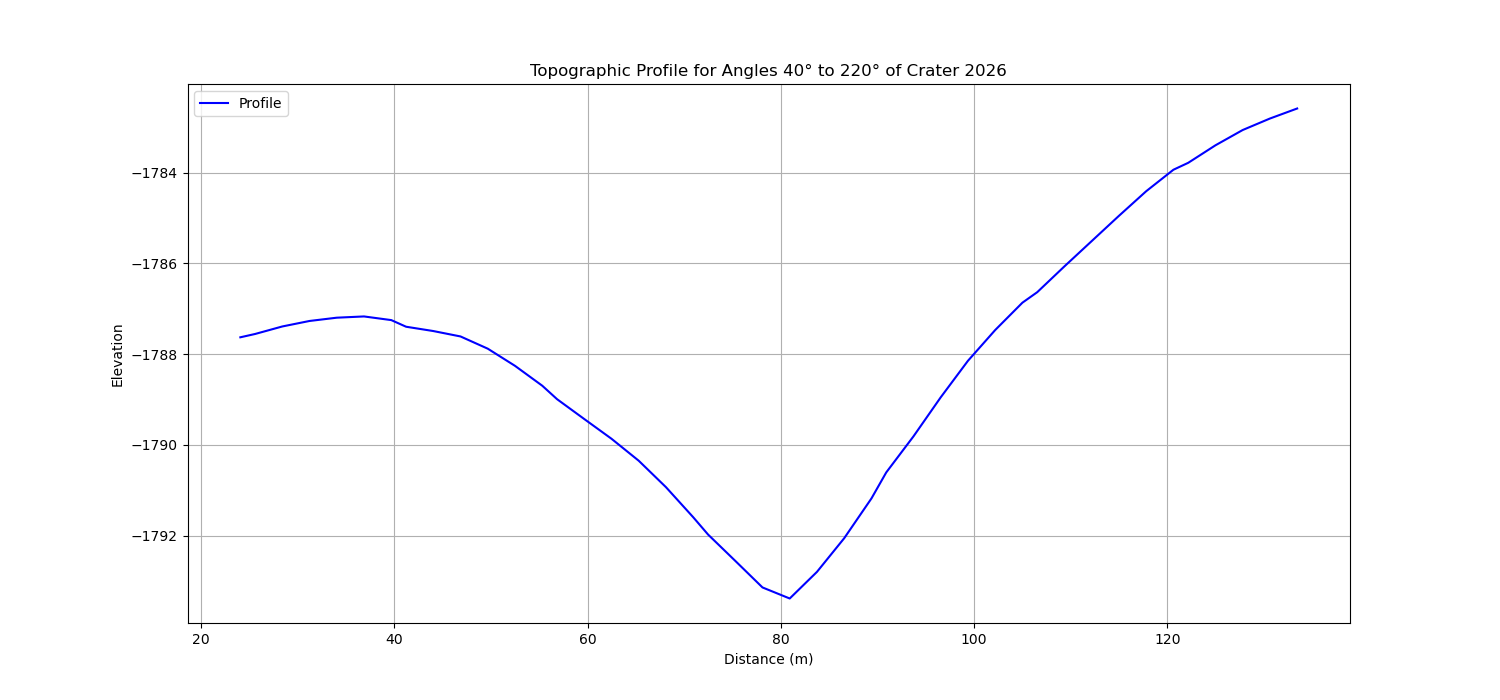 Topographic Profile for Angles 40° to 220° of Crater 2026
Profile
−1784
−1786
−1788
−1790
−1792
Elevation
20 40 60 80 100 120
Distance (m)